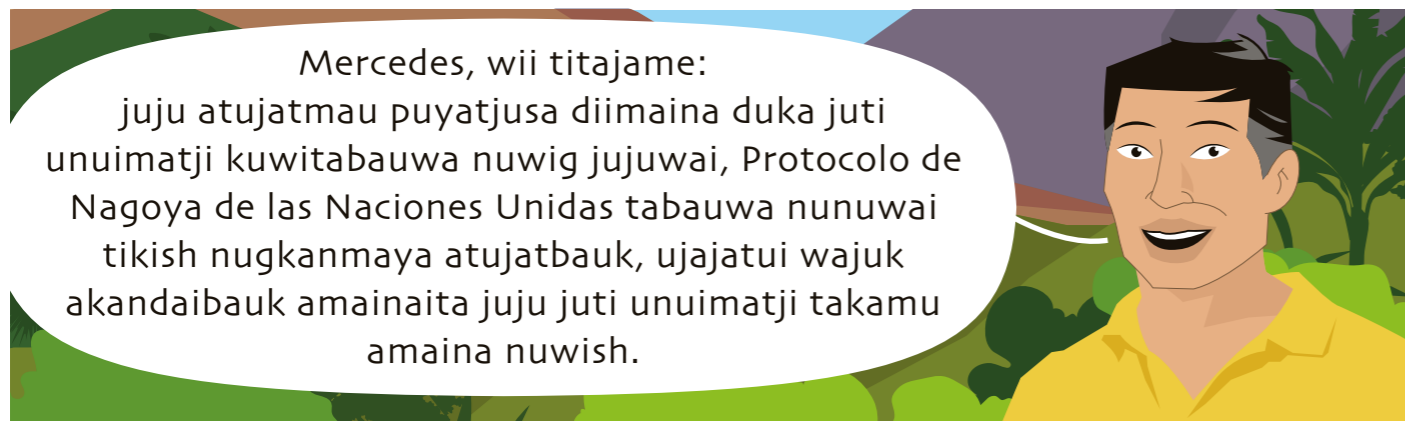 Mercedes, wii titajame:
juju atujatmau puyatjusa diimaina duka juti
unuimatji kuwitabauwa nuwig jujuwai, Protocolo de
Nagoya de las Naciones Unidas tabauwa nunuwai
tikish nugkanmaya atujatbauk, ujajatui wajuk
akandaibauk amainaita juju juti unuimatji takamu
amaina nuwish.